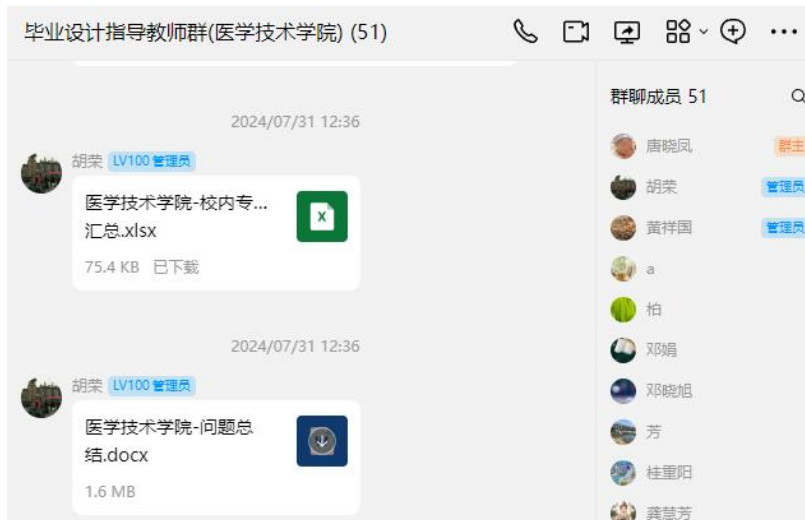 毕业设计指导教师群(医学技术学院) (51)
群聊成员 51
2024/07/31 12:36
胡荣 LV100 管理员
医学技术学院-校内专...
汇总.xlsx
75.4 KB 已下载
2024/07/31 12:36
胡荣 LV100 管理员
医学技术学院-问题总
结.docx
1.6 MB
唐晓凤 群主
胡荣 管理员
黄祥国 管理员
a
柏
邓娟
邓晓旭
芳
桂重阳
龚慧芳